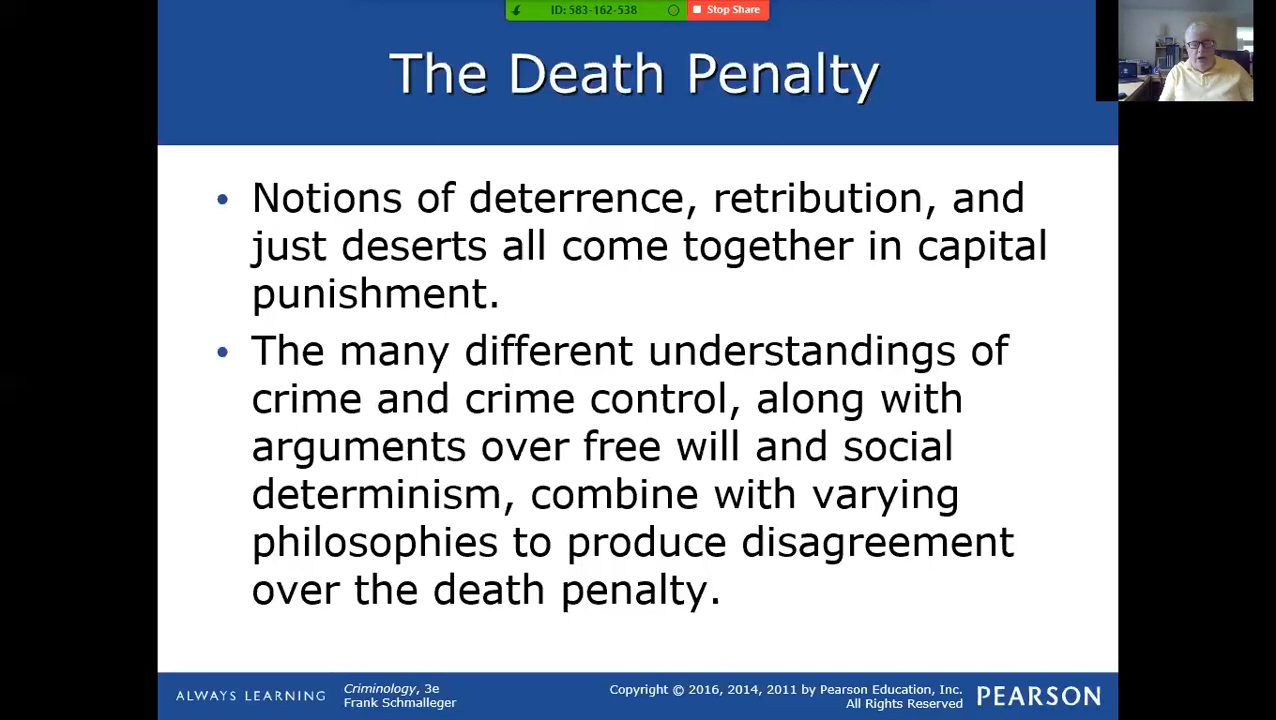 ID: 583-162-538
Stop Share
The Death Penalty
• Notions of deterrence, retribution, and
just deserts all come together in capital
punishment.
• The many different understandings of
crime and crime control, along with
arguments over free will and social
determinism, combine with varying
philosophies to produce disagreement
over the death penalty.
ALWAYS LEARNING
Criminology, 3e
Frank Schmalleger
Copyright © 2016, 2014, 2011 by Pearson Education, Inc.
All Rights Reserved
PEARSON